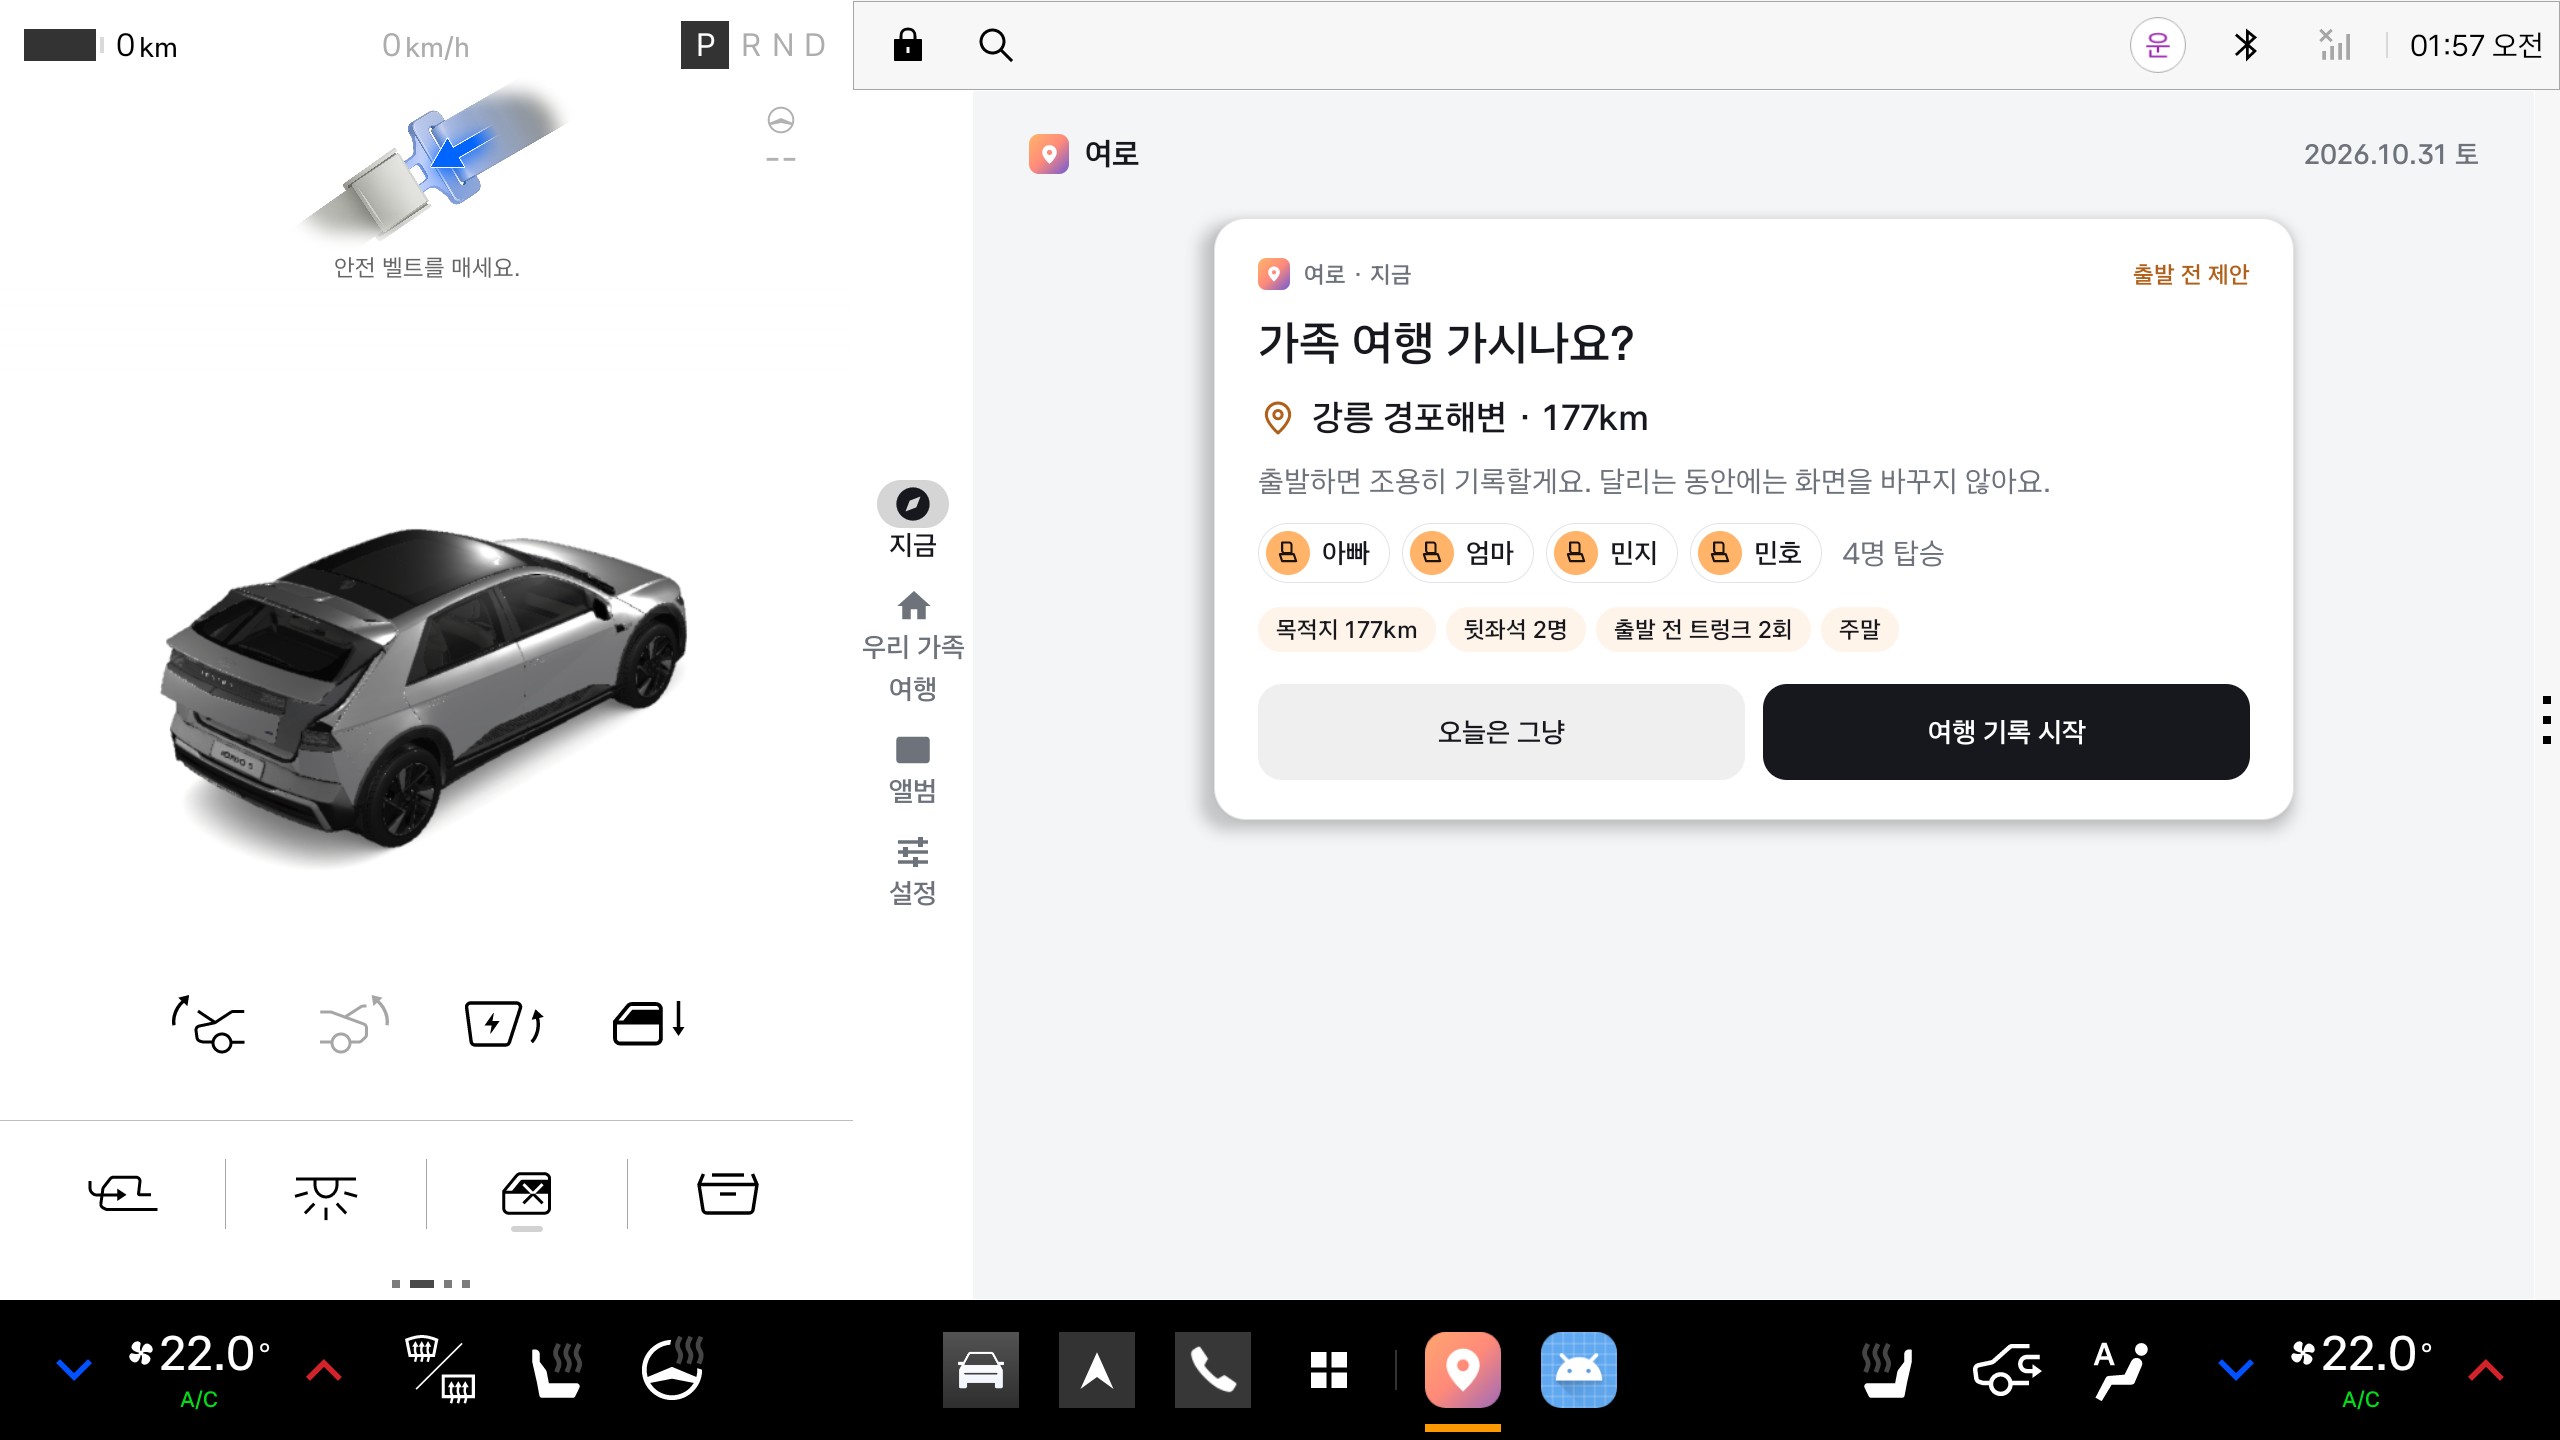 0 km
0 km/h
P R N D
운
01:57 오전
안전 벨트를 매세요.
--
지금
우리 가족
여행
앨범
설정
여로
2026.10.31 토
여로 · 지금
출발 전 제안
가족 여행 가시나요?
강릉 경포해변 · 177km
출발하면 조용히 기록할게요. 달리는 동안에는 화면을 바꾸지 않아요.
아빠
엄마
민지
민호
4명 탑승
목적지 177km
뒷좌석 2명
출발 전 트렁크 2회
주말
오늘은 그냥
여행 기록 시작
IONIQ 5
22.0°
A/C
A
22.0°
A/C